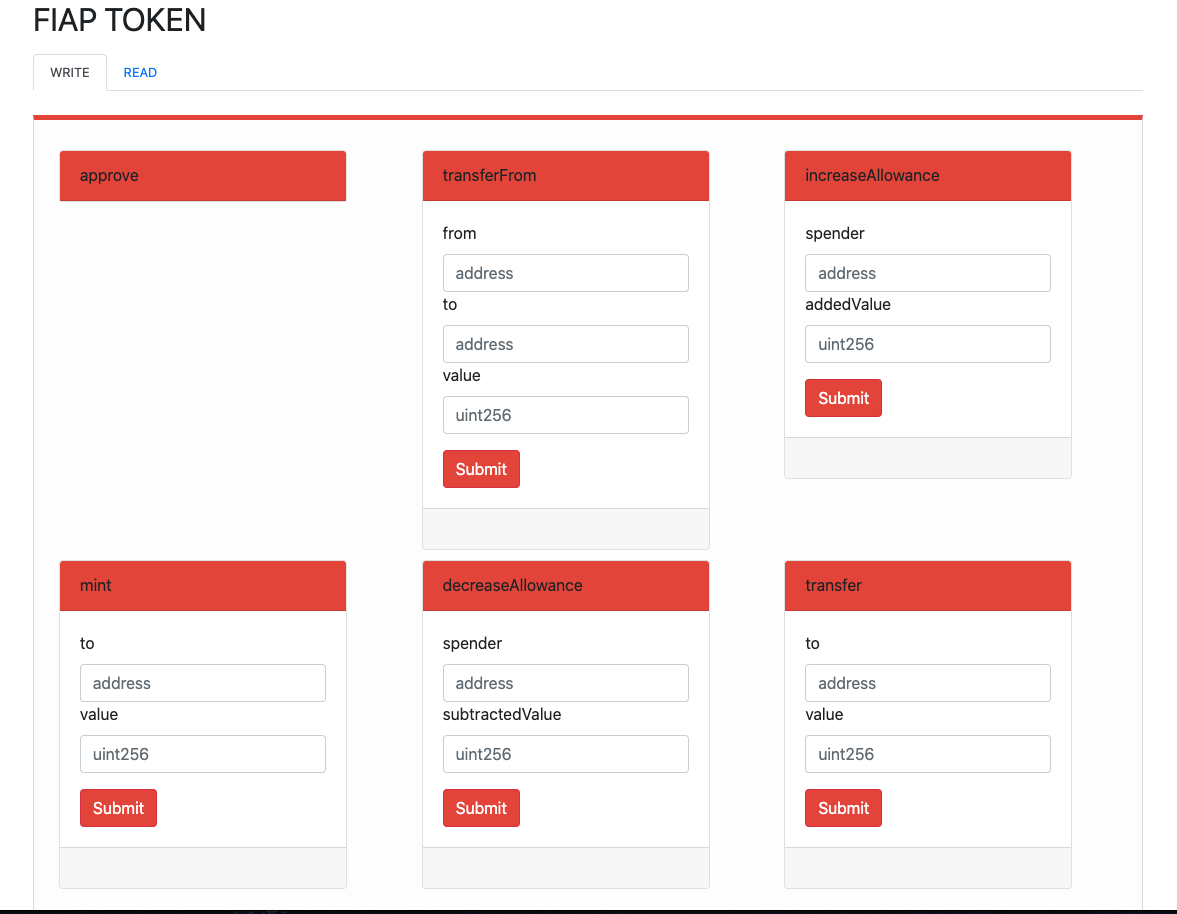 FIAP TOKEN
WRITE READ
approve
transferFrom
from
address
to
address
value
uint256
Submit
increaseAllowance
spender
address
addedValue
uint256
Submit
mint
to
address
value
uint256
Submit
decreaseAllowance
spender
address
subtractedValue
uint256
Submit
transfer
to
address
value
uint256
Submit